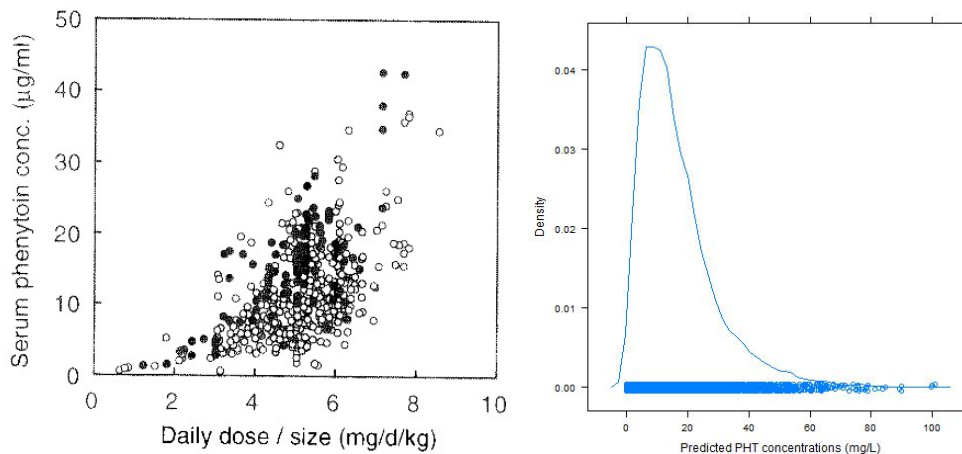 50
40
30
20
10
0
Serum phenytoin conc. (µg/ml)
0 2 4 6 8 10
Daily dose / size (mg/d/kg)
0.04
0.03
0.02
0.01
0.00
Density
0 20 40 60 80 100
Predicted PHT concentrations (mg/L)